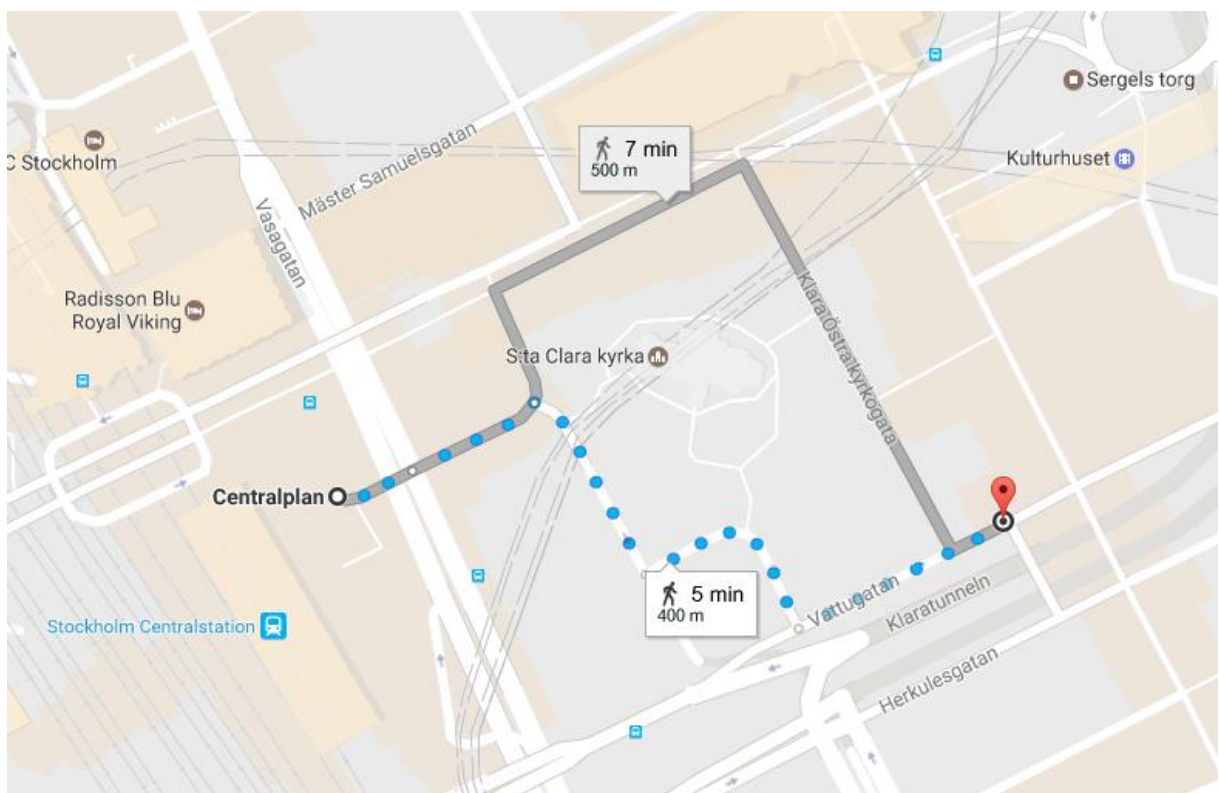 Sergels torg
7 min
500 m
Kulturhuset
C Stockholm
Mäster Samuelsgatan
Vasagatan
Radisson Blu
Royal Viking
Klara Östra kyrkogata
S:ta Clara kyrka
Centralplan
5 min
400 m
Vattugatan
Klaratunneln
Stockholm Centralstation
Herkulesgatan